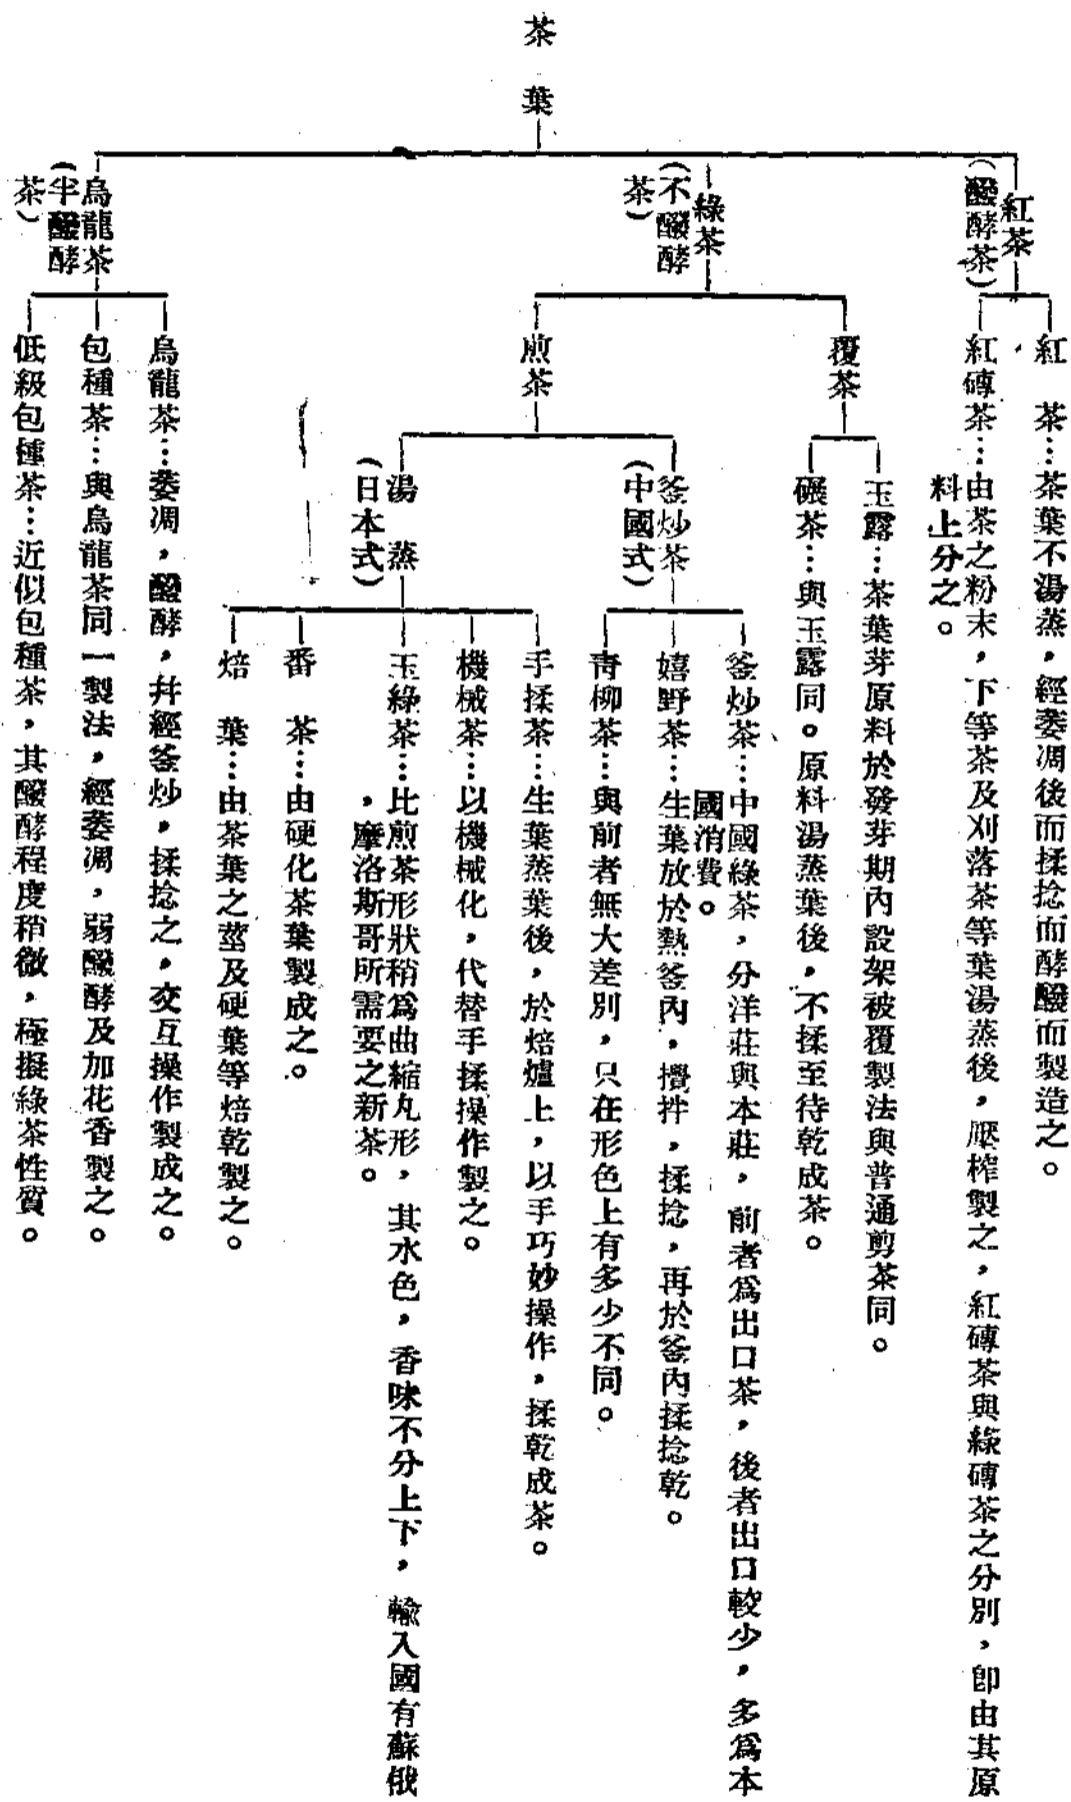 茶葉
紅茶
(醱酵茶)
紅　茶…茶葉不湯蒸，經萎凋後而揉捻而酵醱而製造之。
紅磚茶…由茶之粉末，下等茶及刈落茶等葉湯蒸後，壓榨製之，紅磚茶與綠磚茶之分別，卽由其原
料上分之。
綠茶
(不醱酵
茶)
覆茶
玉露…茶葉芽原料於發芽期內設架被覆製法與普通剪茶同。
碾茶…與玉露同。原料湯蒸葉後，不揉至待乾成茶。
煎茶
釜炒茶
(中國式)
釜炒茶…中國綠茶，分洋莊與本莊，前者爲出口茶，後者出口較少，多爲本
國消費。
嬉野茶…生葉放於熱釜內，攪拌，揉捻，再於釜內揉捻乾。
靑柳茶…與前者無大差別，只在形色上有多少不同。
湯　蒸
(日本式)
手揉茶…生葉蒸葉後，於焙爐上，以手巧妙操作，揉乾成茶。
機械茶…以機械化，代替手揉操作製之。
玉綠茶…比煎茶形狀稍爲曲縮丸形，其水色，香味不分上下，輸入國有蘇俄
，摩洛斯哥所需要之新茶。
番　茶…由硬化茶葉製成之。
焙　葉…由茶葉之莖及硬葉等焙乾製之。
烏龍茶
(半醱酵
茶)
烏龍茶…萎凋，醱酵，幷經釜炒，揉捻之，交互操作製成之。
包種茶…與烏龍茶同一製法，經萎凋，弱醱酵及加花香製之。
低級包種茶…近似包種茶，其醱酵程度稍微，極擬綠茶性質。